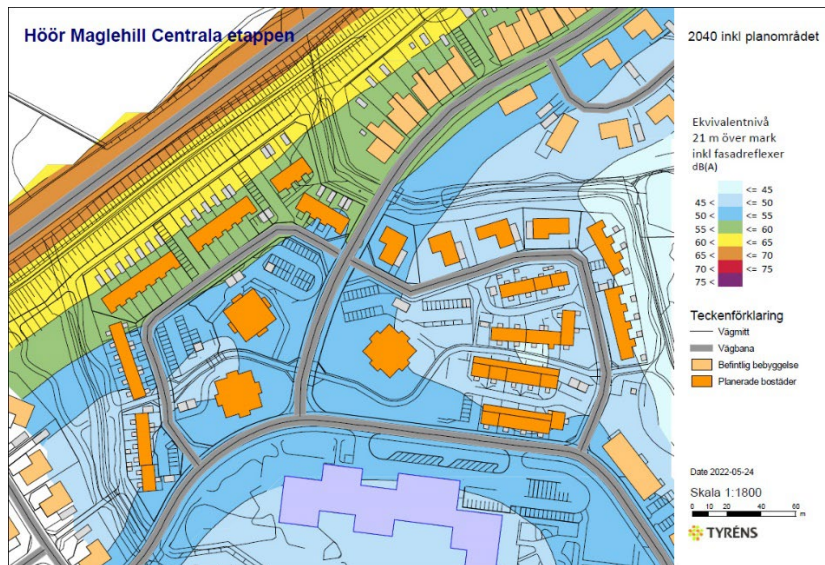 Höör Maglehill Centrala etappen
2040 inkl planområdet
Ekvivalentnivå
21 m över mark
inkl fasadreflexer
dB(A)
<= 45
45 < <= 50
50 < <= 55
55 < <= 60
60 < <= 65
65 < <= 70
70 < <= 75
75 <
Teckenförklaring
Vägmitt
Vägbana
Befintlig bebyggelse
Planerade bostäder
Date 2022-05-24
Skala 1:1800
0 20 40 60
m
TYRÉNS